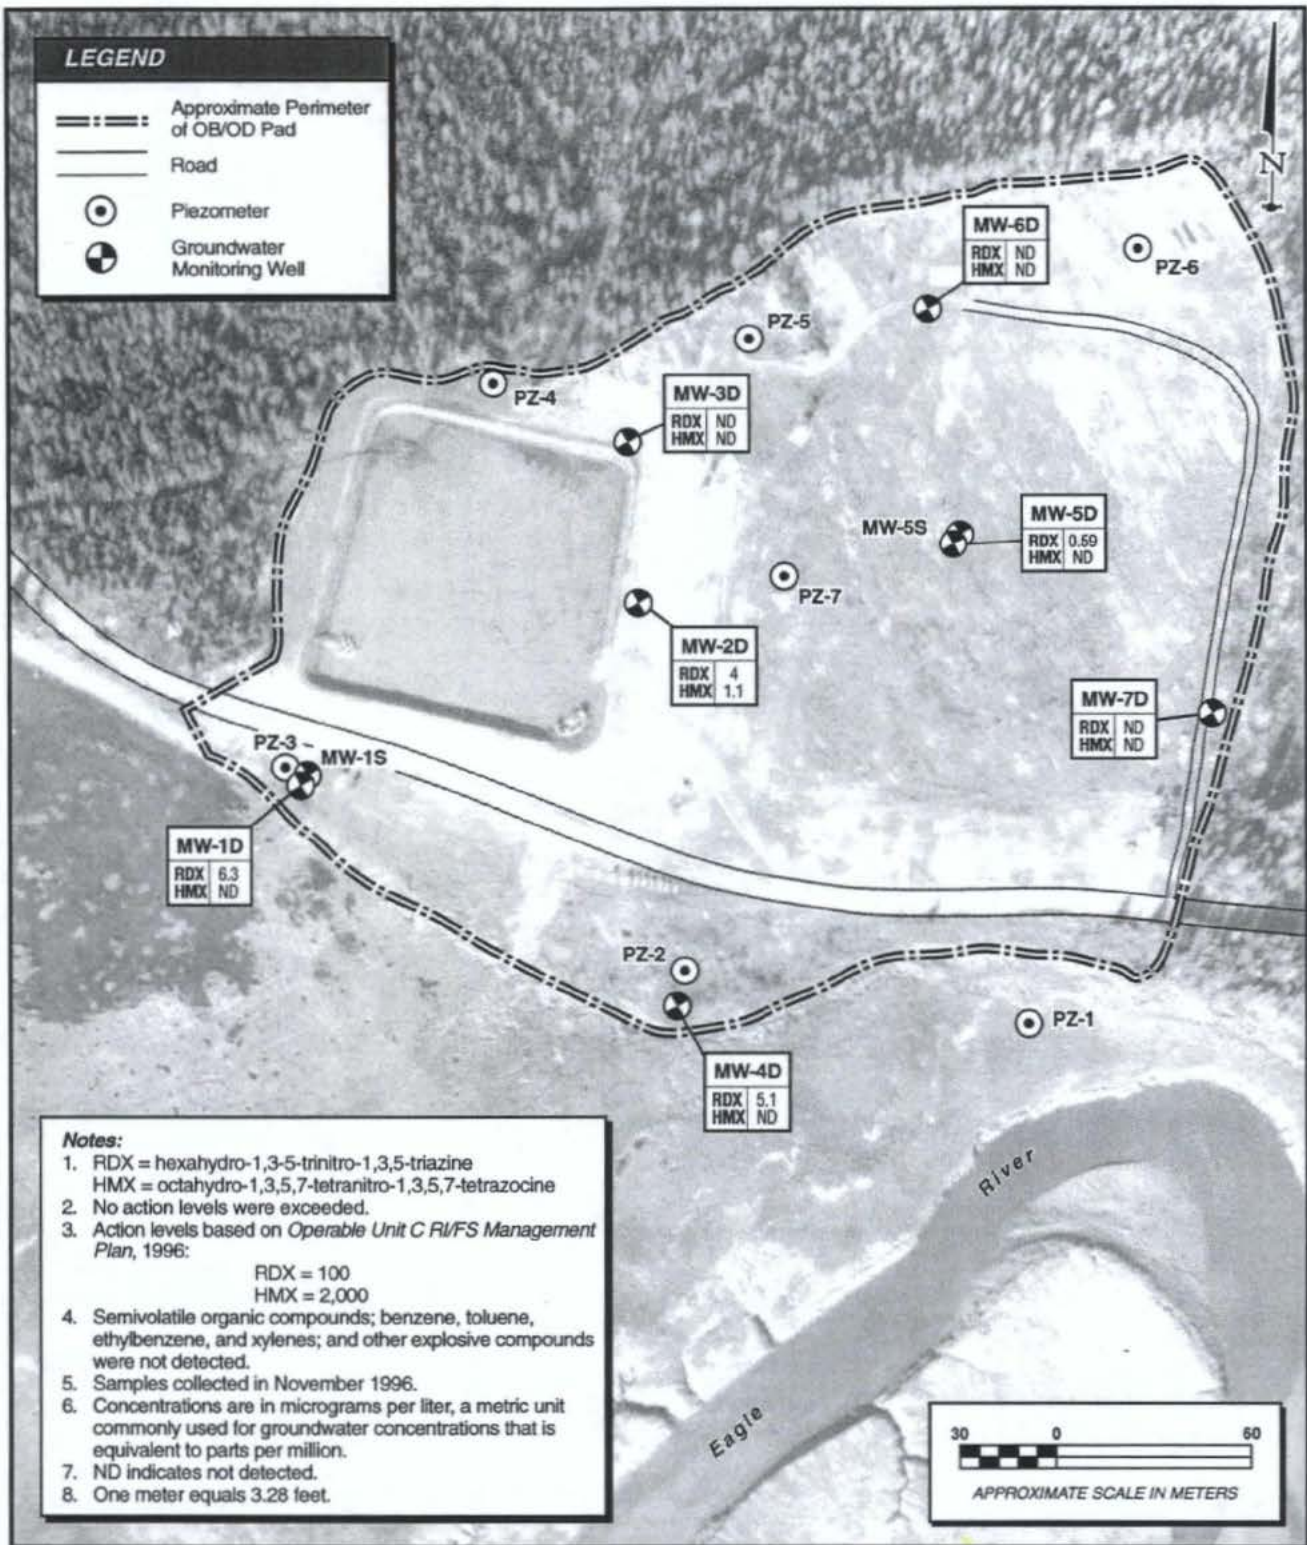 LEGEND
Approximate Perimeter
of OB/OD Pad
Road
Piezometer
Groundwater
Monitoring Well
N
MW-6D
RDX ND
HMX ND
PZ-6
PZ-5
PZ-4
MW-3D
RDX ND
HMX ND
MW-5S
MW-5D
RDX 0.59
HMX ND
PZ-7
MW-2D
RDX 4
HMX 1.1
MW-7D
RDX ND
HMX ND
PZ-3
MW-1S
MW-1D
RDX 6.3
HMX ND
PZ-2
PZ-1
MW-4D
RDX 5.1
HMX ND
Eagle River
Notes:
1. RDX = hexahydro-1,3-5-trinitro-1,3,5-triazine
HMX = octahydro-1,3,5,7-tetranitro-1,3,5,7-tetrazocine
2. No action levels were exceeded.
3. Action levels based on Operable Unit C RI/FS Management
Plan, 1996:
RDX = 100
HMX = 2,000
4. Semivolatile organic compounds; benzene, toluene,
ethylbenzene, and xylenes; and other explosive compounds
were not detected.
5. Samples collected in November 1996.
6. Concentrations are in micrograms per liter, a metric unit
commonly used for groundwater concentrations that is
equivalent to parts per million.
7. ND indicates not detected.
8. One meter equals 3.28 feet.
30 0 60
APPROXIMATE SCALE IN METERS